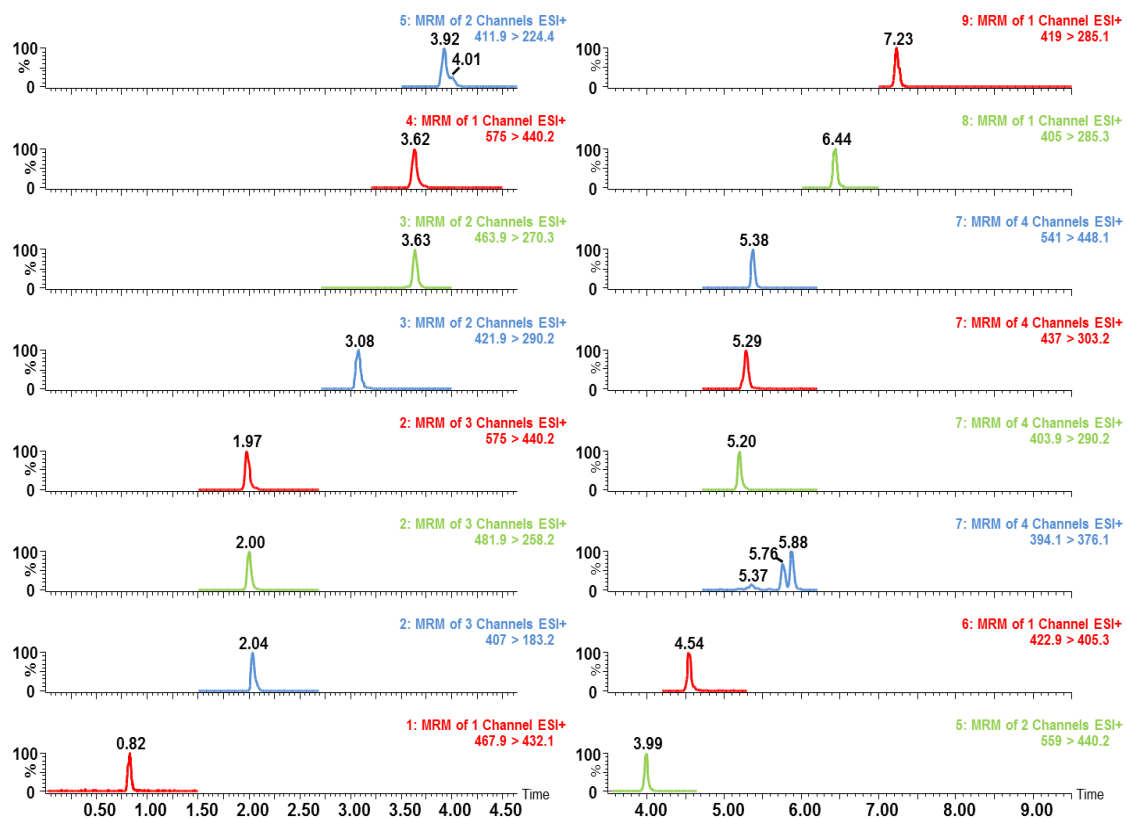 5: MRM of 2 Channels ESI+
411.9 > 224.4
3.92
4.01
100
%
0
4: MRM of 1 Channel ESI+
575 > 440.2
3.62
100
%
0
3: MRM of 2 Channels ESI+
463.9 > 270.3
3.63
100
%
0
3: MRM of 2 Channels ESI+
421.9 > 290.2
3.08
100
%
0
2: MRM of 3 Channels ESI+
575 > 440.2
1.97
100
%
0
2: MRM of 3 Channels ESI+
481.9 > 258.2
2.00
100
%
0
2: MRM of 3 Channels ESI+
407 > 183.2
2.04
100
%
0
1: MRM of 1 Channel ESI+
467.9 > 432.1
0.82
100
%
0
Time
0.50 1.00 1.50 2.00 2.50 3.00 3.50 4.00 4.50
9: MRM of 1 Channel ESI+
419 > 285.1
7.23
100
%
0
8: MRM of 1 Channel ESI+
405 > 285.3
6.44
100
%
0
7: MRM of 4 Channels ESI+
541 > 448.1
5.38
100
%
0
7: MRM of 4 Channels ESI+
437 > 303.2
5.29
100
%
0
7: MRM of 4 Channels ESI+
403.9 > 290.2
5.20
100
%
0
7: MRM of 4 Channels ESI+
394.1 > 376.1
5.88
5.76
5.37
100
%
0
6: MRM of 1 Channel ESI+
422.9 > 405.3
4.54
100
%
0
5: MRM of 2 Channels ESI+
559 > 440.2
3.99
100
%
0
Time
4.00 5.00 6.00 7.00 8.00 9.00